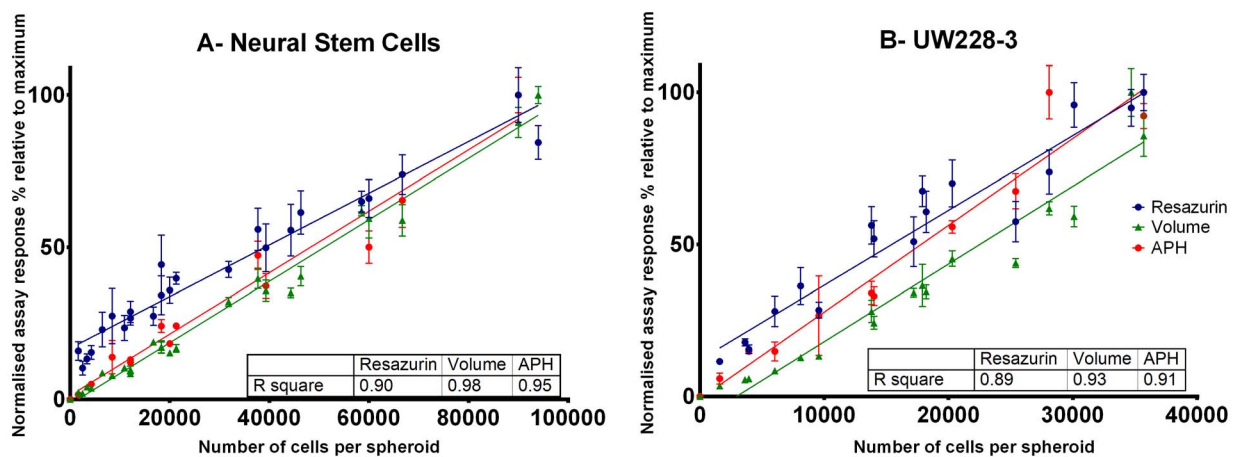 A- Neural Stem Cells
Normalised assay response % relative to maximum
100
50
0
0 20000 40000 60000 80000 100000
Number of cells per spheroid
Resazurin Volume APH
R square 0.90 0.98 0.95
B- UW228-3
Normalised assay response % relative to maximum
100
50
0
0 10000 20000 30000 40000
Number of cells per spheroid
Resazurin
Volume
APH
Resazurin Volume APH
R square 0.89 0.93 0.91